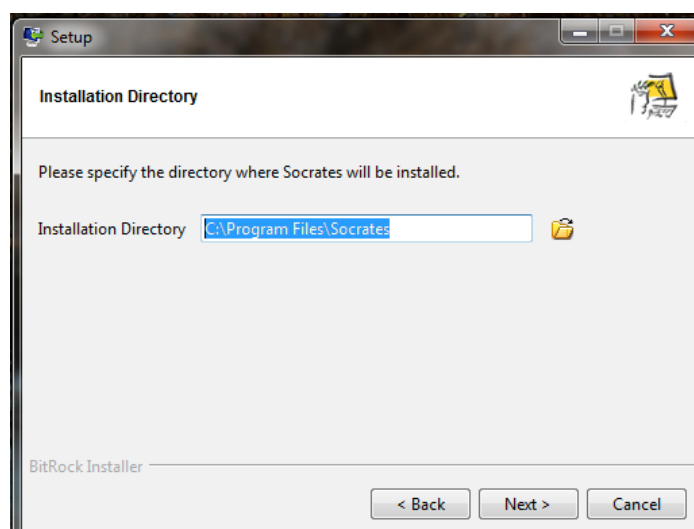 Setup
Installation Directory
Please specify the directory where Socrates will be installed.
Installation Directory C:\Program Files\Socrates
BitRock Installer
< Back Next > Cancel